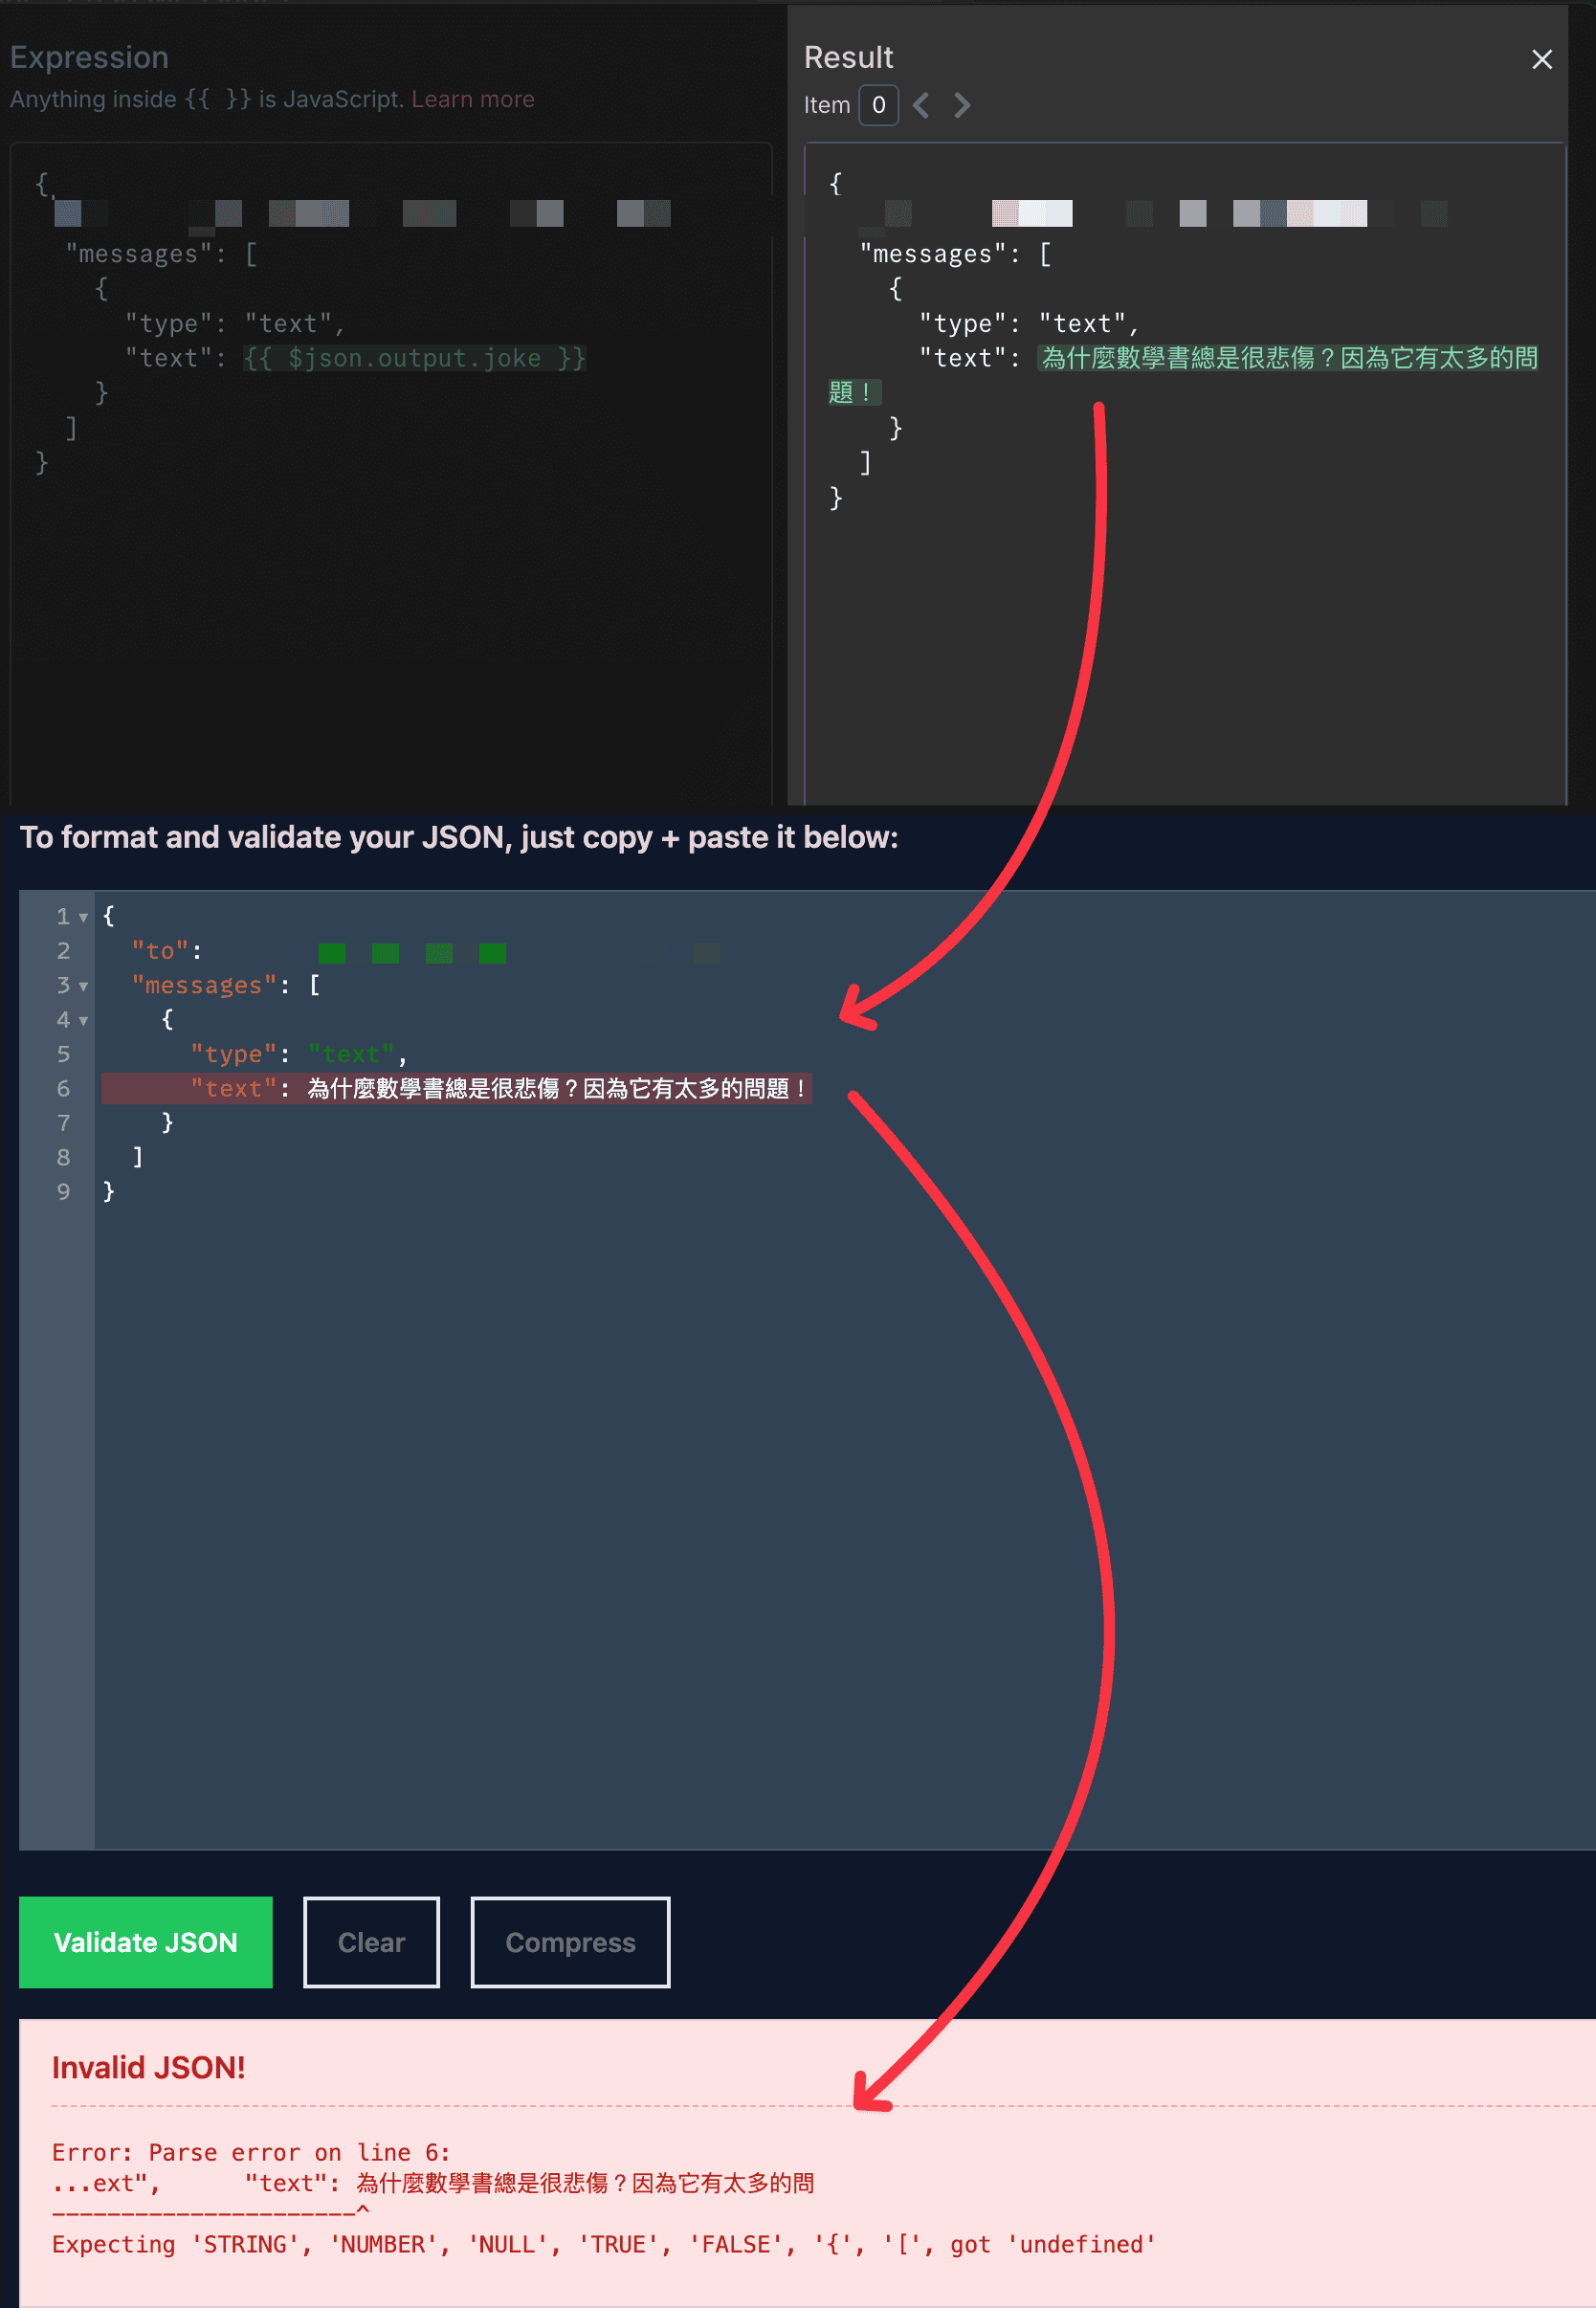 Expression
Anything inside {{ }} is JavaScript. Learn more
{
"messages": [
{
"type": "text",
"text": {{ $json.output.joke }}
}
]
}
Result
Item 0
{
"messages": [
{
"type": "text",
"text": 為什麼數學書總是很悲傷？因為它有太多的問
題！
}
]
}
To format and validate your JSON, just copy + paste it below:
1 {
2 "to":
3 "messages": [
4 {
5 "type": "text",
6 "text": 為什麼數學書總是很悲傷？因為它有太多的問題！
7 }
8 ]
9 }
Validate JSON
Clear
Compress
Invalid JSON!
Error: Parse error on line 6:
...ext", "text": 為什麼數學書總是很悲傷？因為它有太多的問
----------------------^
Expecting 'STRING', 'NUMBER', 'NULL', 'TRUE', 'FALSE', '{', '[', got 'undefined'